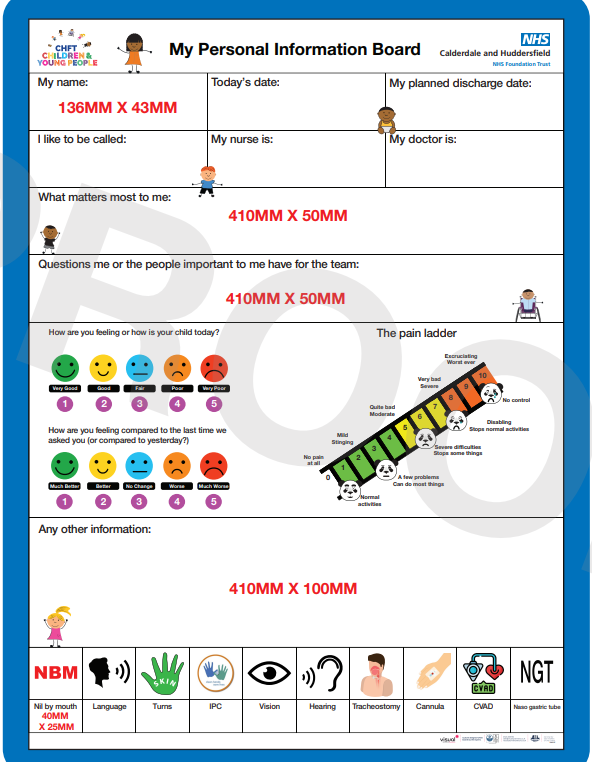 CHFT
CHILDREN &
YOUNG PEOPLE
My Personal Information Board
NHS
Calderdale and Huddersfield
NHS Foundation Trust
My name:
136MM X 43MM
Today's date:
My planned discharge date:
I like to be called:
My nurse is:
My doctor is:
What matters most to me:
410MM X 50MM
Questions me or the people important to me have for the team:
410MM X 50MM
PROO
How are you feeling or how is your child today?
Very Good
Good
Fair
Poor
Very Poor
1
2
3
4
5
How are you feeling compared to the last time we
asked you (or compared to yesterday?)
Much Better
Better
No Change
Worse
Much Worse
1
2
3
4
5
The pain ladder
Excruciating
Worst ever
Very bad
Severe
Quite bad
Moderate
Mild
Stinging
No pain
at all
0
1
2
3
4
5
6
7
8
9
10
No control
Disabling
Stops normal activities
Severe difficulties
Stops some things
A few problems
Can do most things
Normal
activities
Any other information:
410MM X 100MM
NBM
SKIN
CVAD
NGT
Nil by mouth
40MM
X 25MM
Language
Turns
IPC
Vision
Hearing
Tracheostomy
Cannula
CVAD
Naso gastric tube
visual